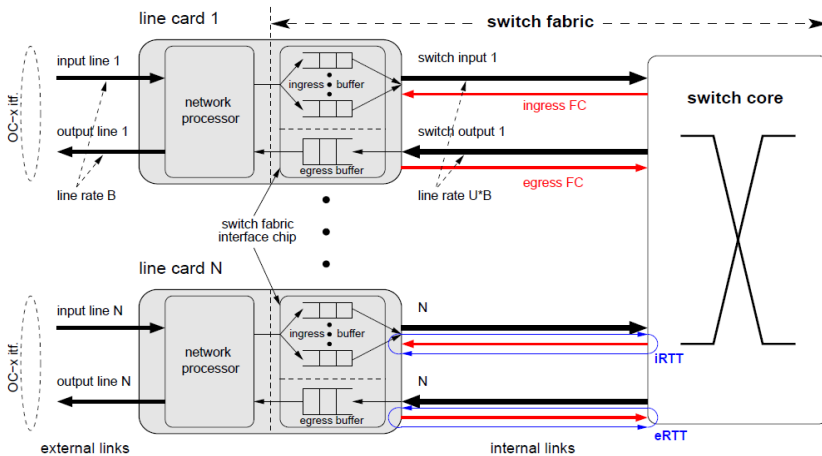 line card 1
switch fabric
input line 1
switch input 1
OC-x itf.
network
processor
ingress buffer
ingress FC
switch core
output line 1
switch output 1
egress buffer
egress FC
line rate B
line rate U*B
switch fabric
interface chip
line card N
input line N
N
OC-x itf.
network
processor
ingress buffer
iRTT
output line N
N
egress buffer
eRTT
external links
internal links